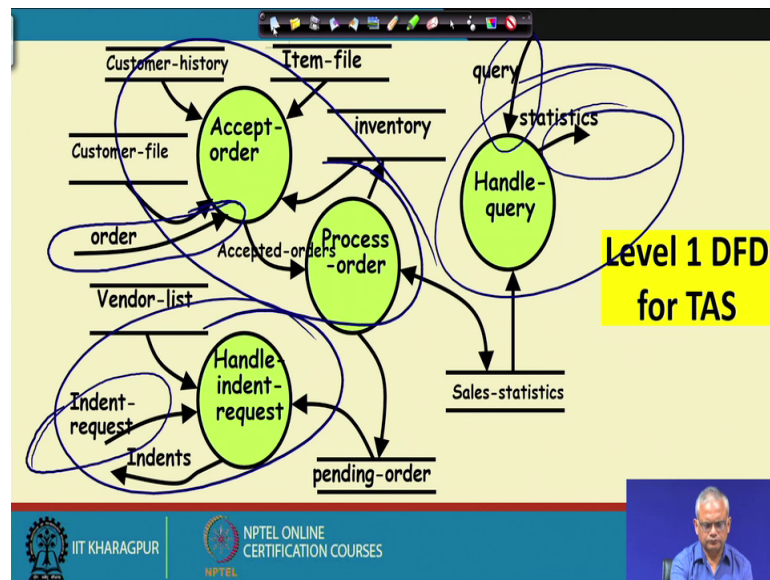 Customer-history
Item-file
query
statistics
Accept-
order
inventory
Customer-file
Handle-
query
order
Accepted-orders
Process
-order
Level 1 DFD
for TAS
Vendor-list
Handle-
indent-
request
Indent-
request
Indents
Sales-statistics
pending-order
IIT KHARAGPUR
NPTEL
NPTEL ONLINE
CERTIFICATION COURSES